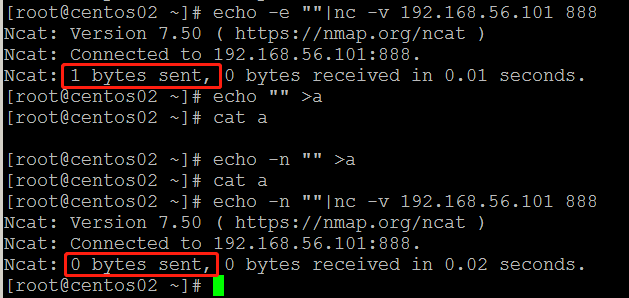 [root@centos02 ~]# echo -e ""|nc -v 192.168.56.101 888
Ncat: Version 7.50 ( https://nmap.org/ncat )
Ncat: Connected to 192.168.56.101:888.
Ncat: 1 bytes sent, 0 bytes received in 0.01 seconds.
[root@centos02 ~]# echo "" >a
[root@centos02 ~]# cat a

[root@centos02 ~]# echo -n "" >a
[root@centos02 ~]# cat a
[root@centos02 ~]# echo -n ""|nc -v 192.168.56.101 888
Ncat: Version 7.50 ( https://nmap.org/ncat )
Ncat: Connected to 192.168.56.101:888.
Ncat: 0 bytes sent, 0 bytes received in 0.02 seconds.
[root@centos02 ~]#